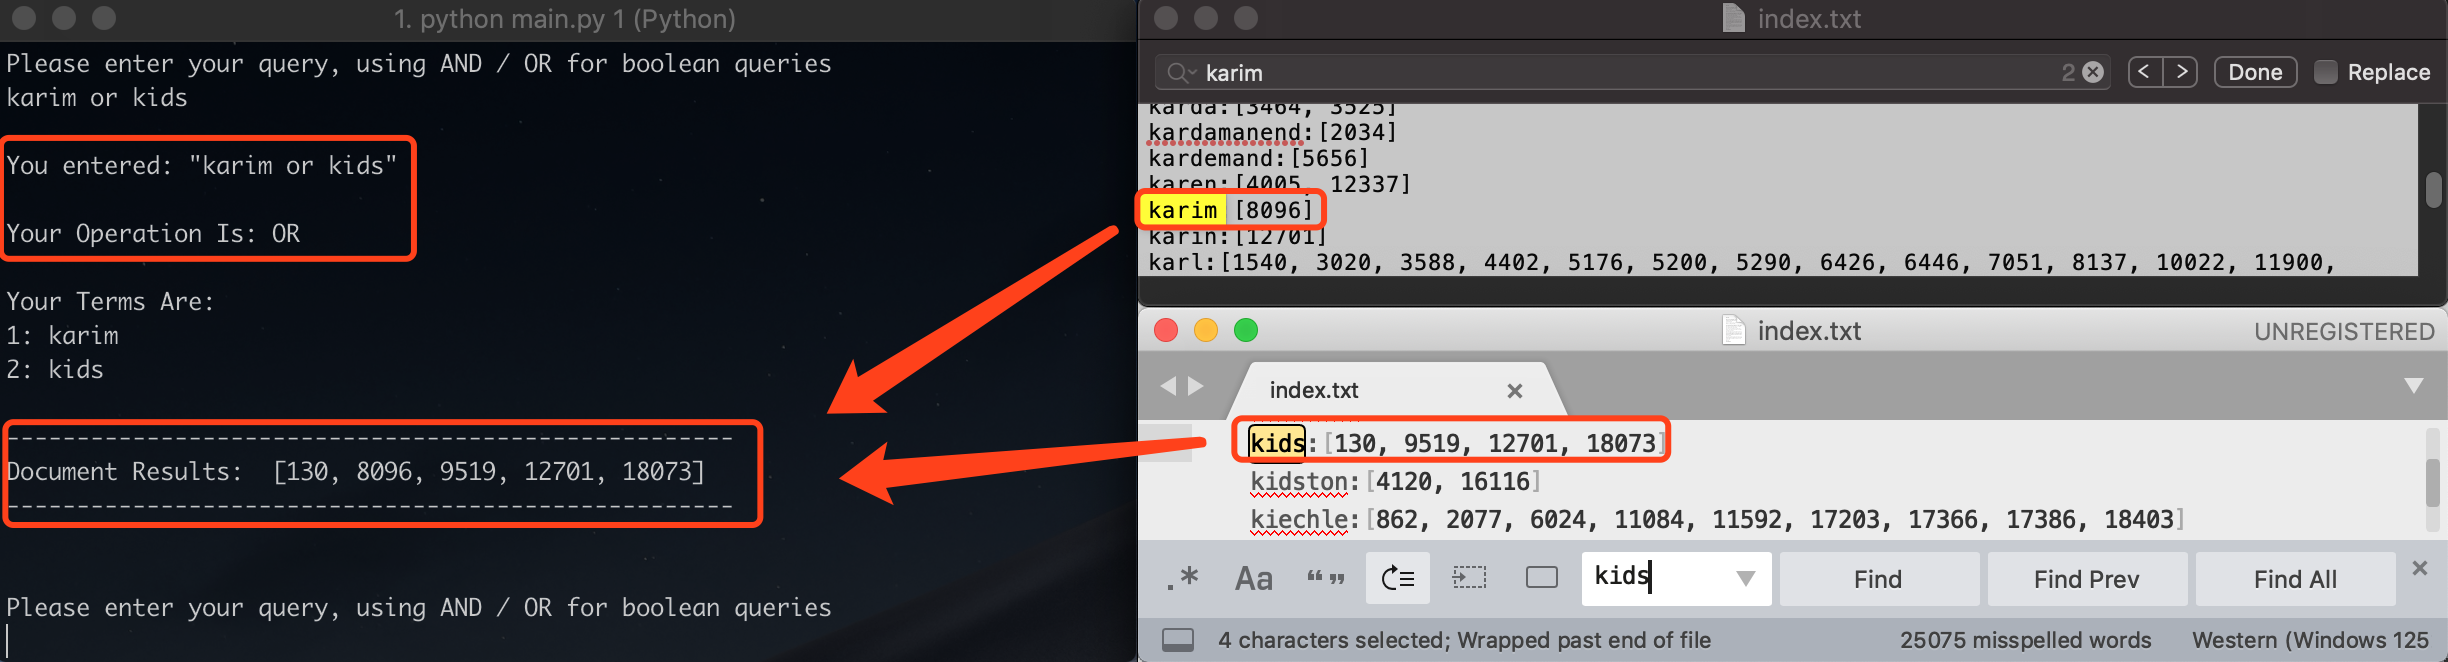 1. python main.py 1 (Python)
Please enter your query, using AND / OR for boolean queries
karim or kids
You entered: "karim or kids"
Your Operation Is: OR
Your Terms Are:
1: karim
2: kids
--------------------------------------------------
Document Results:  [130, 8096, 9519, 12701, 18073]
--------------------------------------------------
Please enter your query, using AND / OR for boolean queries
index.txt
karim 2 < > Done Replace
karda:[3464, 3525]
kardamanend:[2034]
kardemand:[5656]
karen:[4005, 12337]
karim [8096]
karin:[12701]
karl:[1540, 3020, 3588, 4402, 5176, 5200, 5290, 6426, 6446, 7051, 8137, 10022, 11900,
index.txt UNREGISTERED
index.txt ×
kids:[130, 9519, 12701, 18073]
kidston:[4120, 16116]
kiechle:[862, 2077, 6024, 11084, 11592, 17203, 17366, 17386, 18403]
.* Aa “ ” kids Find Find Prev Find All ×
4 characters selected; Wrapped past end of file 25075 misspelled words Western (Windows 125